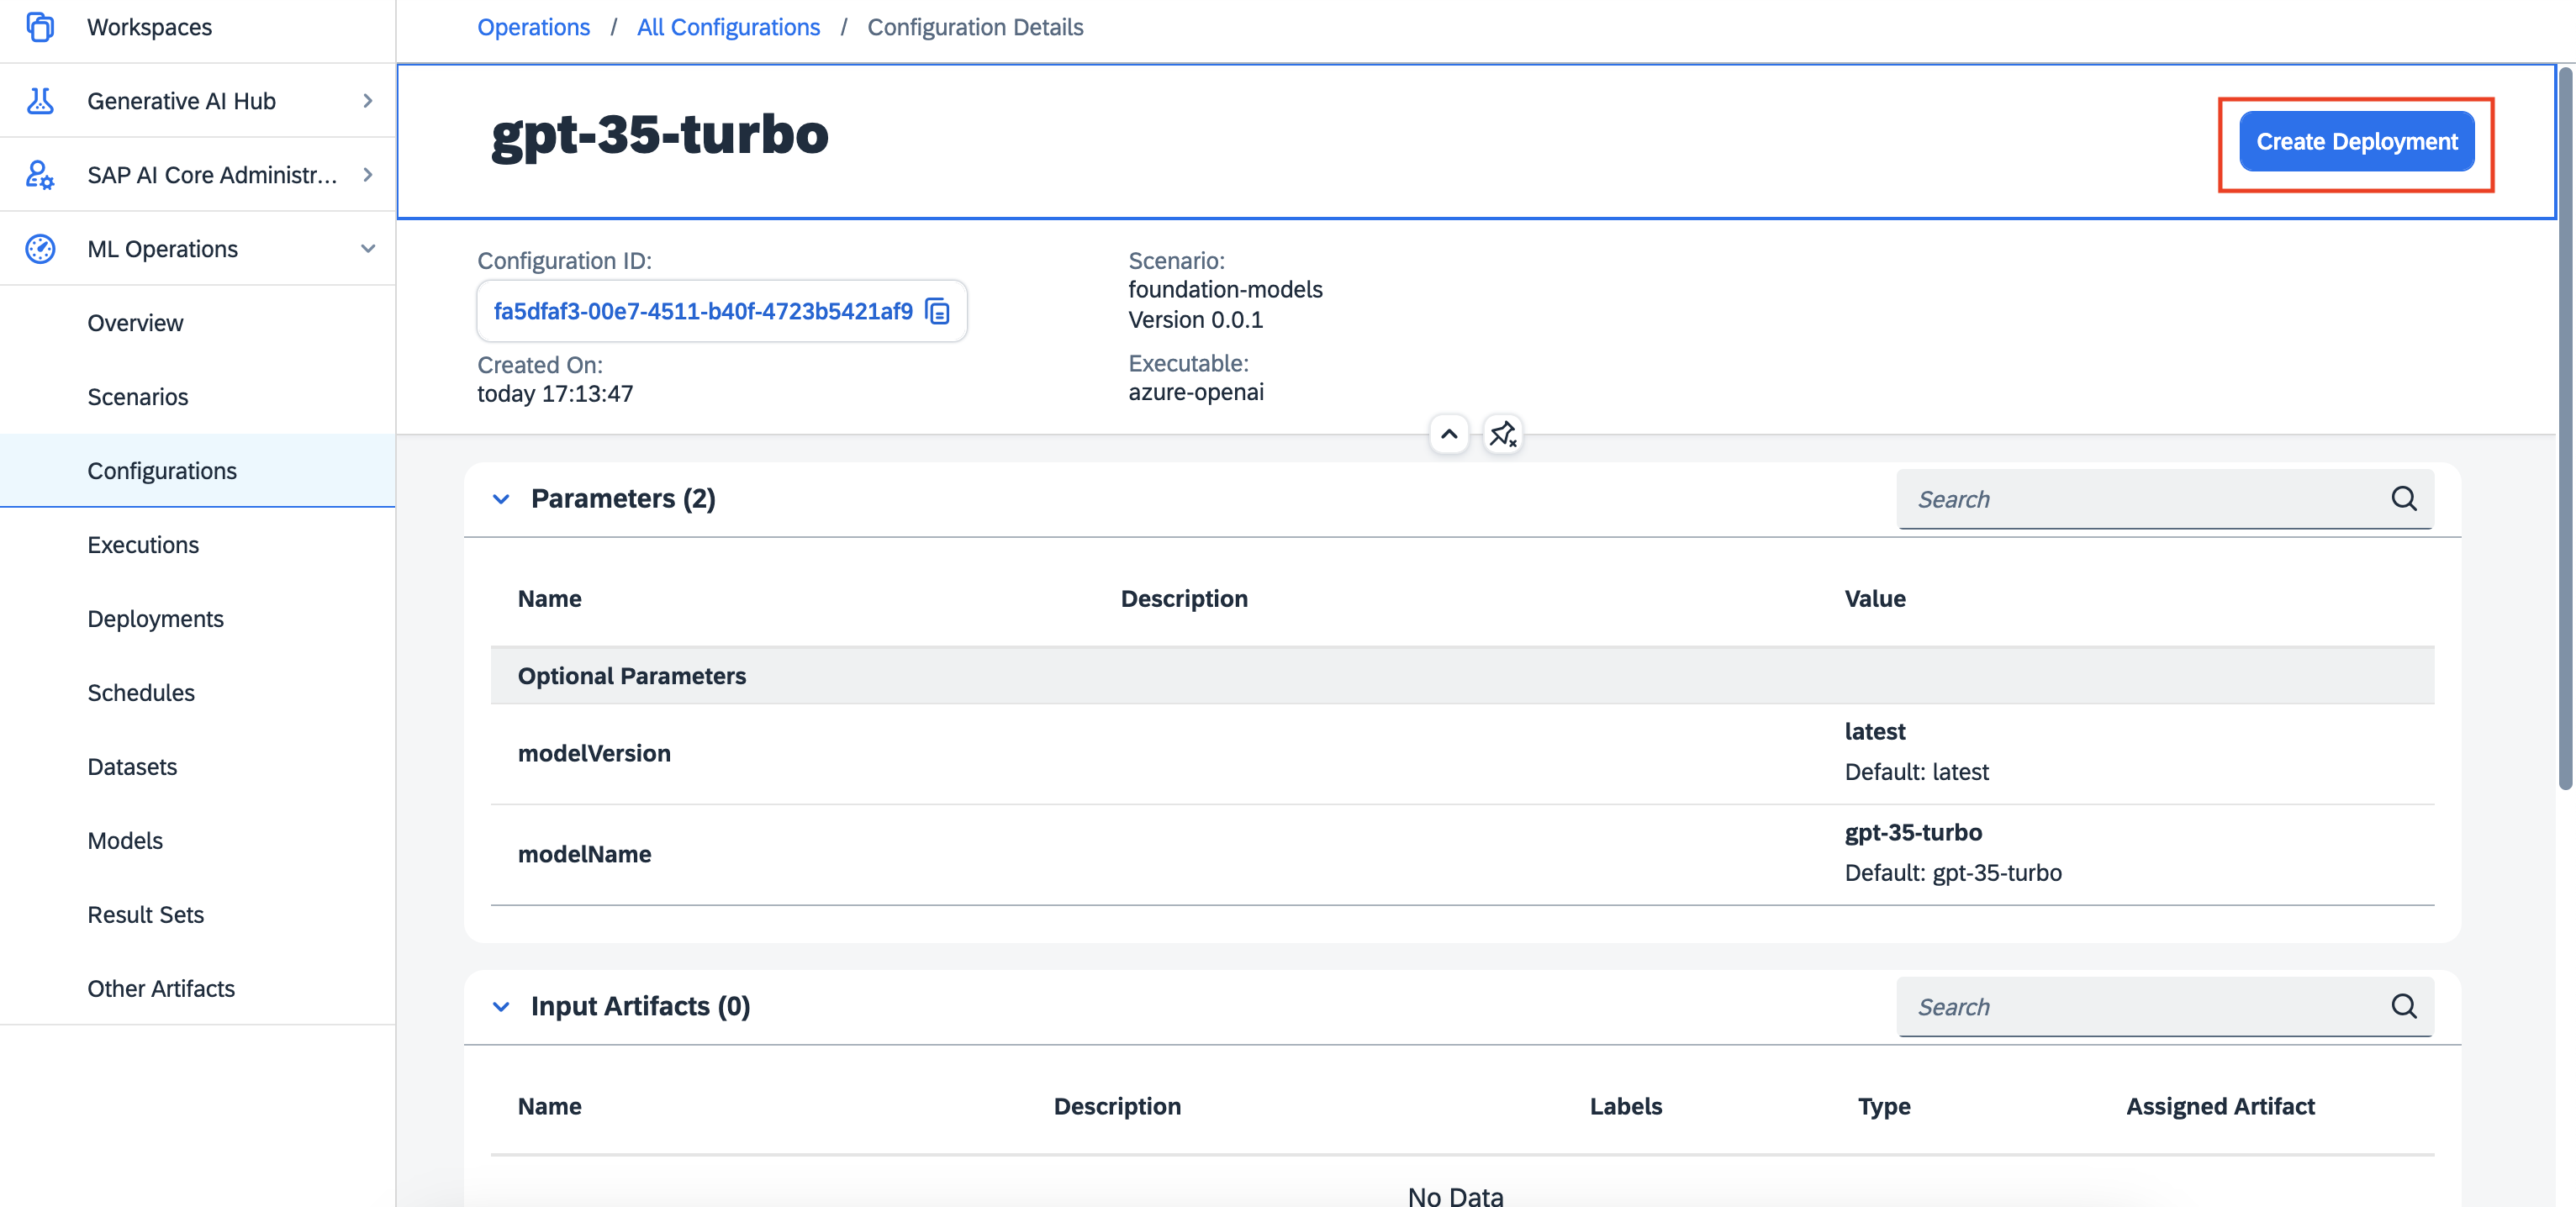 Workspaces
Generative AI Hub
SAP AI Core Administr...
ML Operations
Overview
Scenarios
Configurations
Executions
Deployments
Schedules
Datasets
Models
Result Sets
Other Artifacts
Operations / All Configurations / Configuration Details
gpt-35-turbo
Create Deployment
Configuration ID:
fa5dfaf3-00e7-4511-b40f-4723b5421af9
Created On:
today 17:13:47
Scenario:
foundation-models
Version 0.0.1
Executable:
azure-openai
Parameters (2)
Search
Name Description Value
Optional Parameters
modelVersion
latest
Default: latest
modelName
gpt-35-turbo
Default: gpt-35-turbo
Input Artifacts (0)
Search
Name Description Labels Type Assigned Artifact
No Data